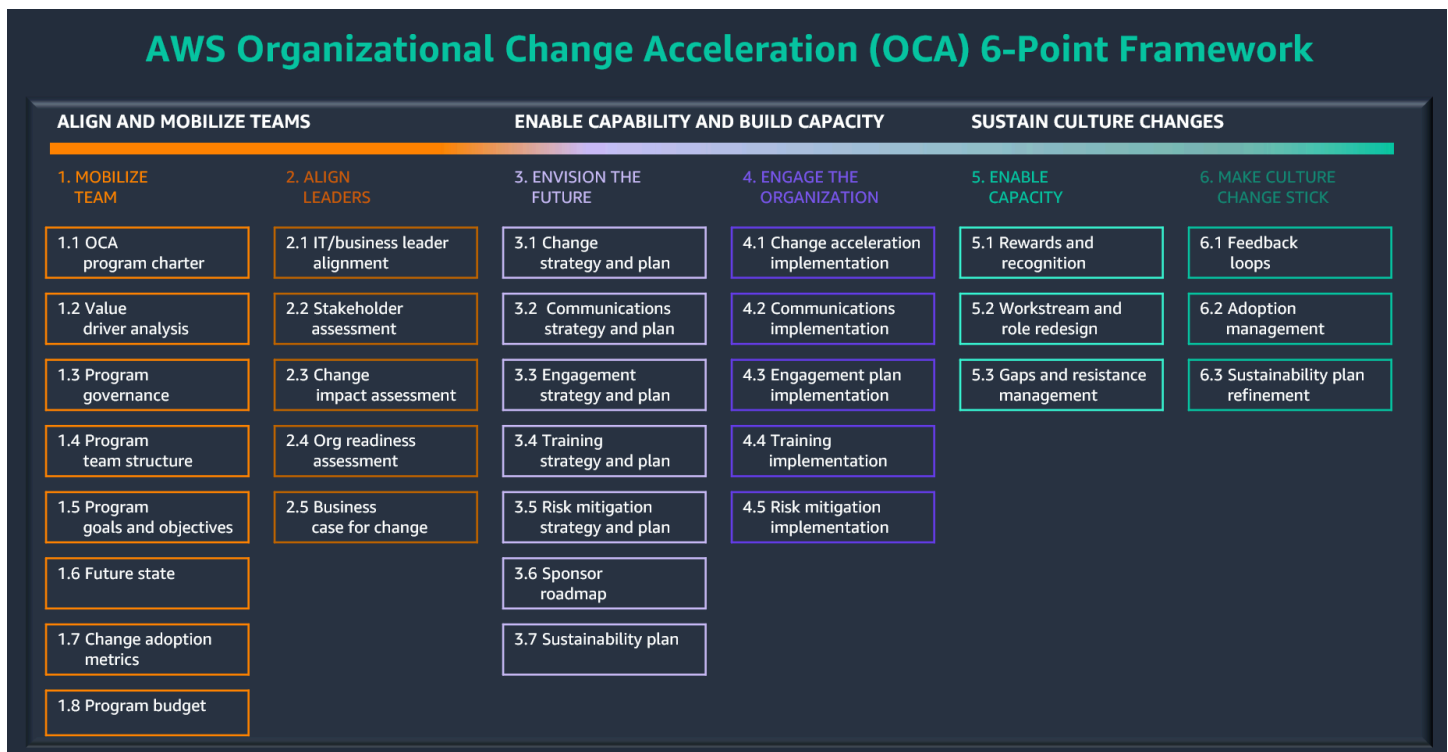 AWS Organizational Change Acceleration (OCA) 6-Point Framework
ALIGN AND MOBILIZE TEAMS
ENABLE CAPABILITY AND BUILD CAPACITY
SUSTAIN CULTURE CHANGES
1. MOBILIZE
TEAM
2. ALIGN
LEADERS
3. ENVISION THE
FUTURE
4. ENGAGE THE
ORGANIZATION
5. ENABLE
CAPACITY
6. MAKE CULTURE
CHANGE STICK
1.1 OCA
program charter
1.2 Value
driver analysis
1.3 Program
governance
1.4 Program
team structure
1.5 Program
goals and objectives
1.6 Future state
1.7 Change adoption
metrics
1.8 Program budget
2.1 IT/business leader
alignment
2.2 Stakeholder
assessment
2.3 Change
impact assessment
2.4 Org readiness
assessment
2.5 Business
case for change
3.1 Change
strategy and plan
3.2 Communications
strategy and plan
3.3 Engagement
strategy and plan
3.4 Training
strategy and plan
3.5 Risk mitigation
strategy and plan
3.6 Sponsor
roadmap
3.7 Sustainability plan
4.1 Change acceleration
implementation
4.2 Communications
implementation
4.3 Engagement plan
implementation
4.4 Training
implementation
4.5 Risk mitigation
implementation
5.1 Rewards and
recognition
5.2 Workstream and
role redesign
5.3 Gaps and resistance
management
6.1 Feedback
loops
6.2 Adoption
management
6.3 Sustainability plan
refinement